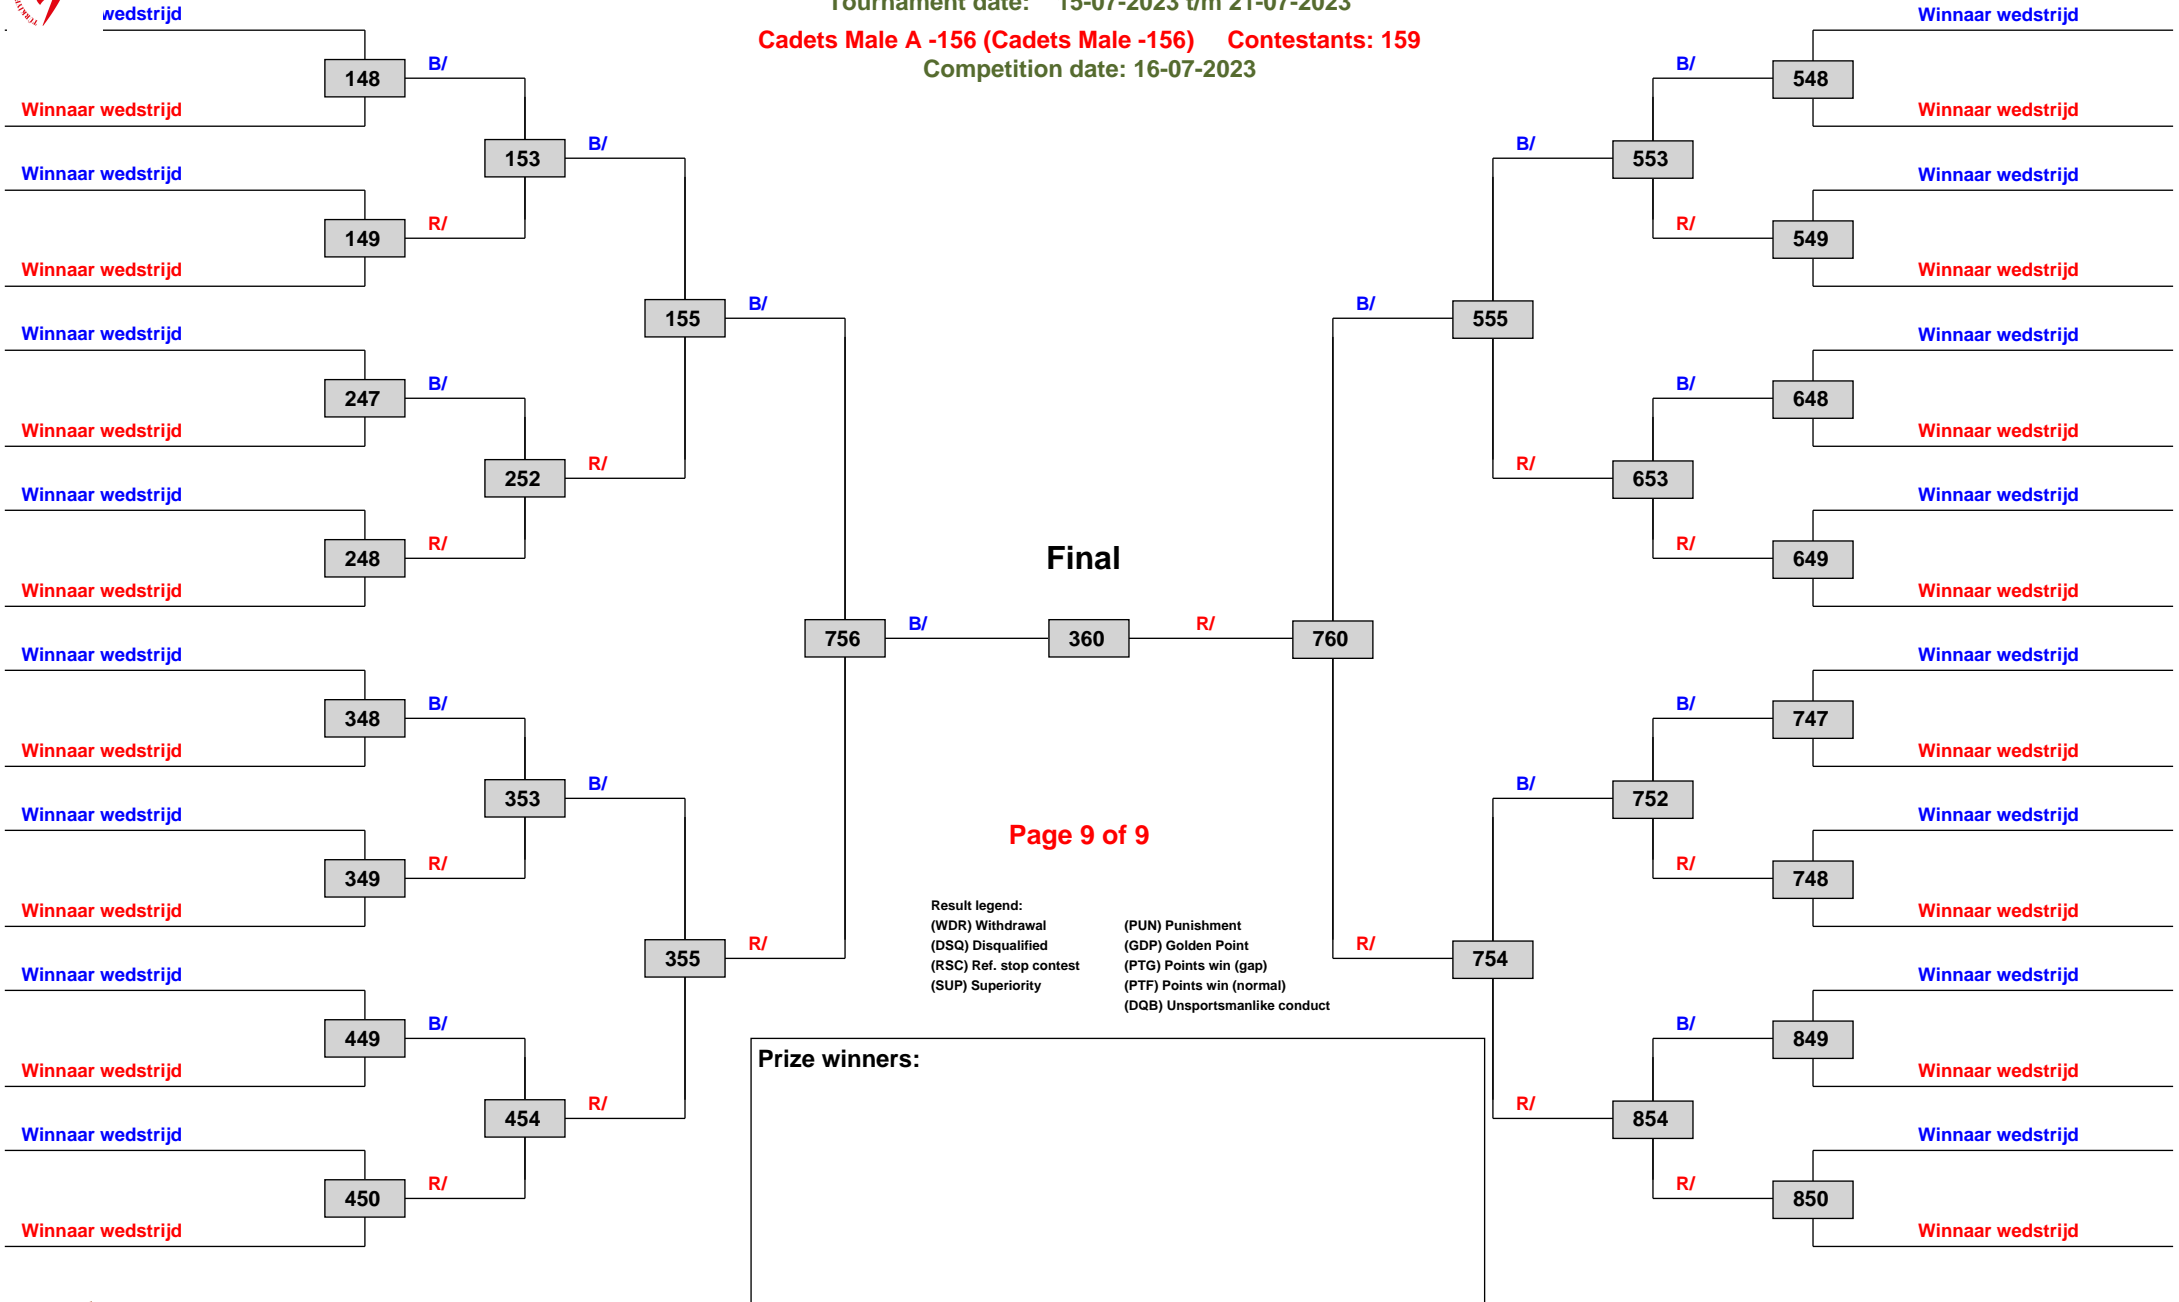 Tournament date: 15-07-2023 t/m 21-07-2023
Cadets Male A -156 (Cadets Male -156) Contestants: 159
Competition date: 16-07-2023
wedstrijd
148
B/
Winnaar wedstrijd
153
B/
Winnaar wedstrijd
149
R/
Winnaar wedstrijd
155
B/
Winnaar wedstrijd
247
B/
Winnaar wedstrijd
252
R/
Winnaar wedstrijd
248
R/
Winnaar wedstrijd
756
B/
Winnaar wedstrijd
348
B/
Winnaar wedstrijd
353
B/
Winnaar wedstrijd
349
R/
Winnaar wedstrijd
355
R/
Winnaar wedstrijd
449
B/
Winnaar wedstrijd
454
R/
Winnaar wedstrijd
450
R/
Winnaar wedstrijd
Final
360
R/
760
Winnaar wedstrijd
B/
548
Winnaar wedstrijd
B/
553
Winnaar wedstrijd
R/
549
Winnaar wedstrijd
B/
555
Winnaar wedstrijd
B/
648
Winnaar wedstrijd
R/
653
Winnaar wedstrijd
R/
649
Winnaar wedstrijd
Winnaar wedstrijd
B/
747
Winnaar wedstrijd
B/
752
Winnaar wedstrijd
R/
748
Winnaar wedstrijd
R/
754
Winnaar wedstrijd
B/
849
Winnaar wedstrijd
R/
854
Winnaar wedstrijd
R/
850
Winnaar wedstrijd
Page 9 of 9
Result legend:
(WDR) Withdrawal (PUN) Punishment
(DSQ) Disqualified (GDP) Golden Point
(RSC) Ref. stop contest (PTG) Points win (gap)
(SUP) Superiority (PTF) Points win (normal)
(DQB) Unsportsmanlike conduct
Prize winners: